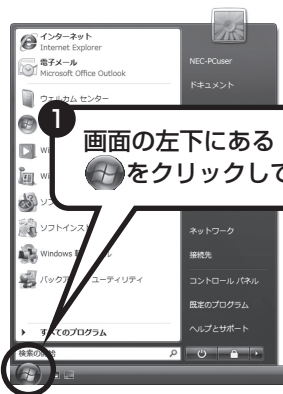 インターネット
Internet Explorer
電子メール
Microsoft Office Outlook
ウェルカム センター
1
画面の左下にある
をクリックして
Wi
Wi
ソフトインス
Windows
バックア ユーティリティ
すべてのプログラム
検索の開始
NEC-PCuser
ドキュメント
ネットワーク
接続先
コントロール パネル
既定のプログラム
ヘルプとサポート